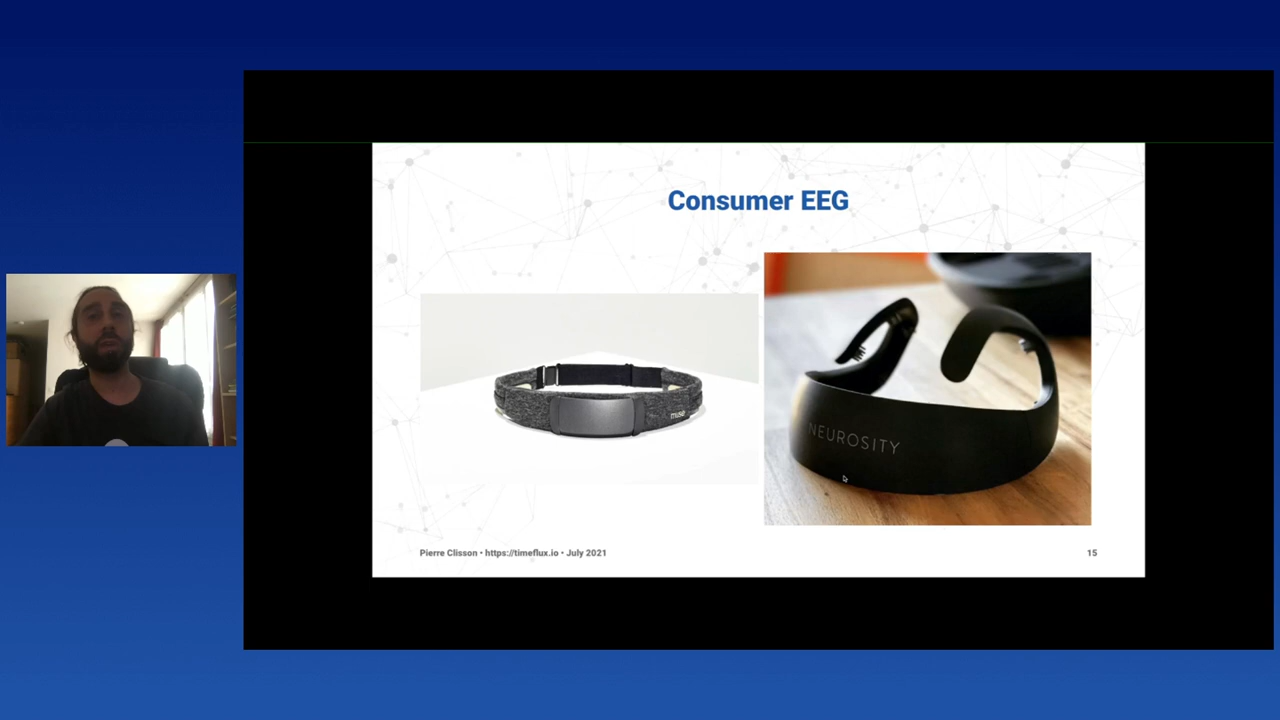 Consumer EEG
muse
NEUROSITY
Pierre Clisson • https://timeflux.io • July 2021
15